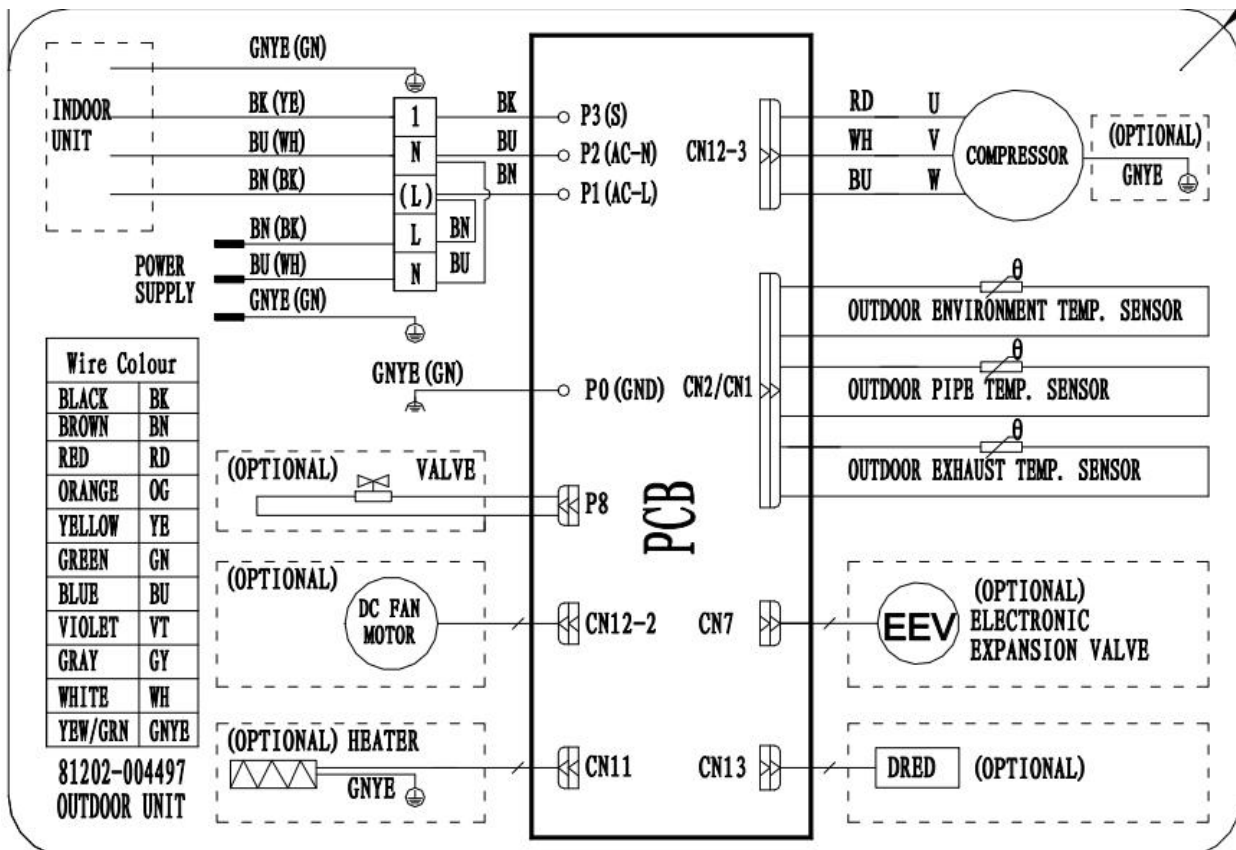 GNYE(GN)
INDOOR
UNIT
BK(YE)
BU(WH)
BN(BK)
1
N
(L)
L
N
BK
BU
BN
BN
BU
POWER
SUPPLY
BN(BK)
BU(WH)
GNYE(GN)
GNYE(GN)
P3(S)
P2(AC-N)
P1(AC-L)
P0(GND)
P8
CN12-2
CN11
PCB
CN12-3
CN2/CN1
CN7
CN13
RD U
WH V
BU W
COMPRESSOR
(OPTIONAL)
GNYE
θ
OUTDOOR ENVIRONMENT TEMP. SENSOR
θ
OUTDOOR PIPE TEMP. SENSOR
θ
OUTDOOR EXHAUST TEMP. SENSOR
Wire Colour
BLACK BK
BROWN BN
RED RD
ORANGE OG
YELLOW YE
GREEN GN
BLUE BU
VIOLET VT
GRAY GY
WHITE WH
YEW/GRN GNYE
81202-004497
OUTDOOR UNIT
(OPTIONAL) VALVE
(OPTIONAL)
DC FAN
MOTOR
(OPTIONAL) HEATER
GNYE
EEV
(OPTIONAL)
ELECTRONIC
EXPANSION VALVE
DRED
(OPTIONAL)